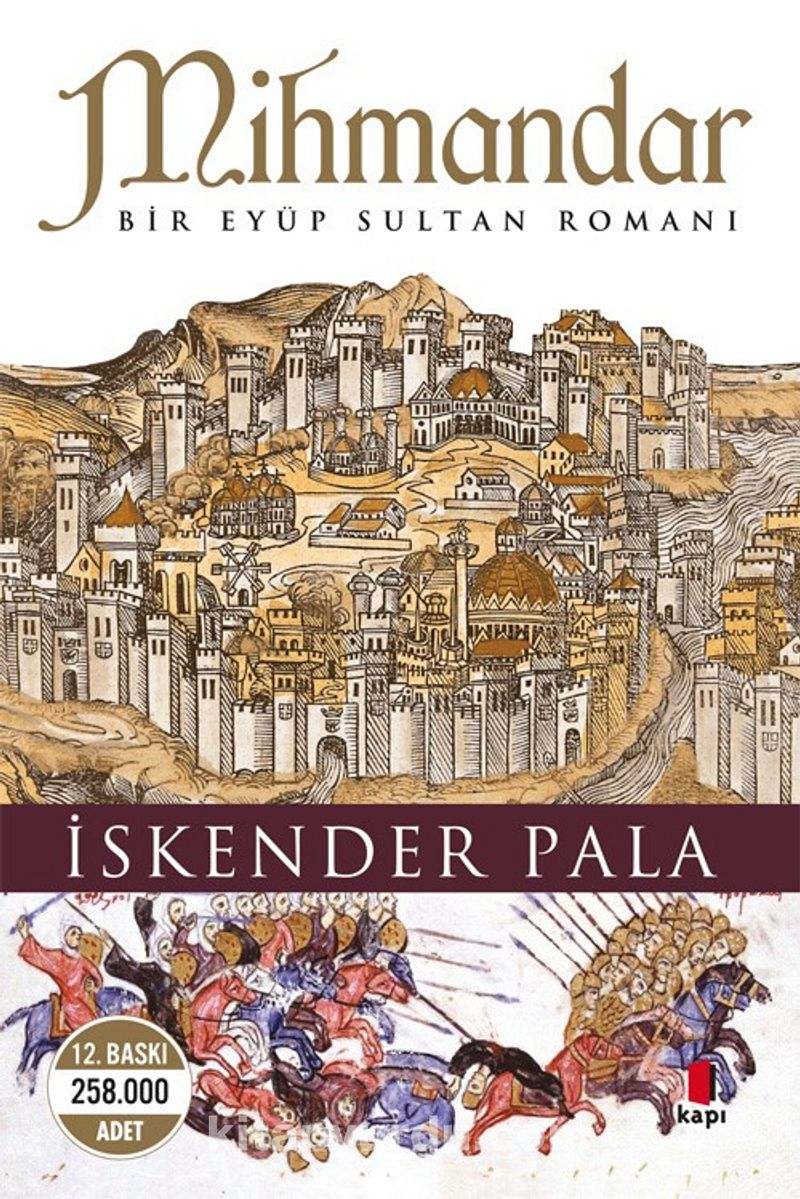 Mihmandar
BİR EYÜP SULTAN ROMANI
İSKENDER PALA
12. BASKI
258.000
ADET
kapı